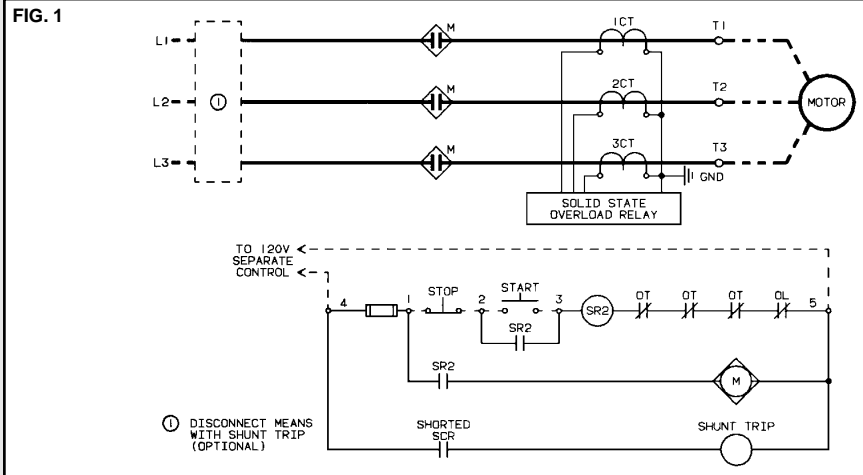 FIG. 1
1CT
T1
L1
M
2CT
T2
L2
1
M
MOTOR
3CT
T3
L3
M
GND
SOLID STATE
OVERLOAD RELAY
TO 120V
SEPARATE
CONTROL
4
1
STOP
2
START
3
SR2
OT
OT
OT
OL
5
SR2
SR2
M
1 DISCONNECT MEANS
WITH SHUNT TRIP
(OPTIONAL)
SHORTED
SCR
SHUNT TRIP